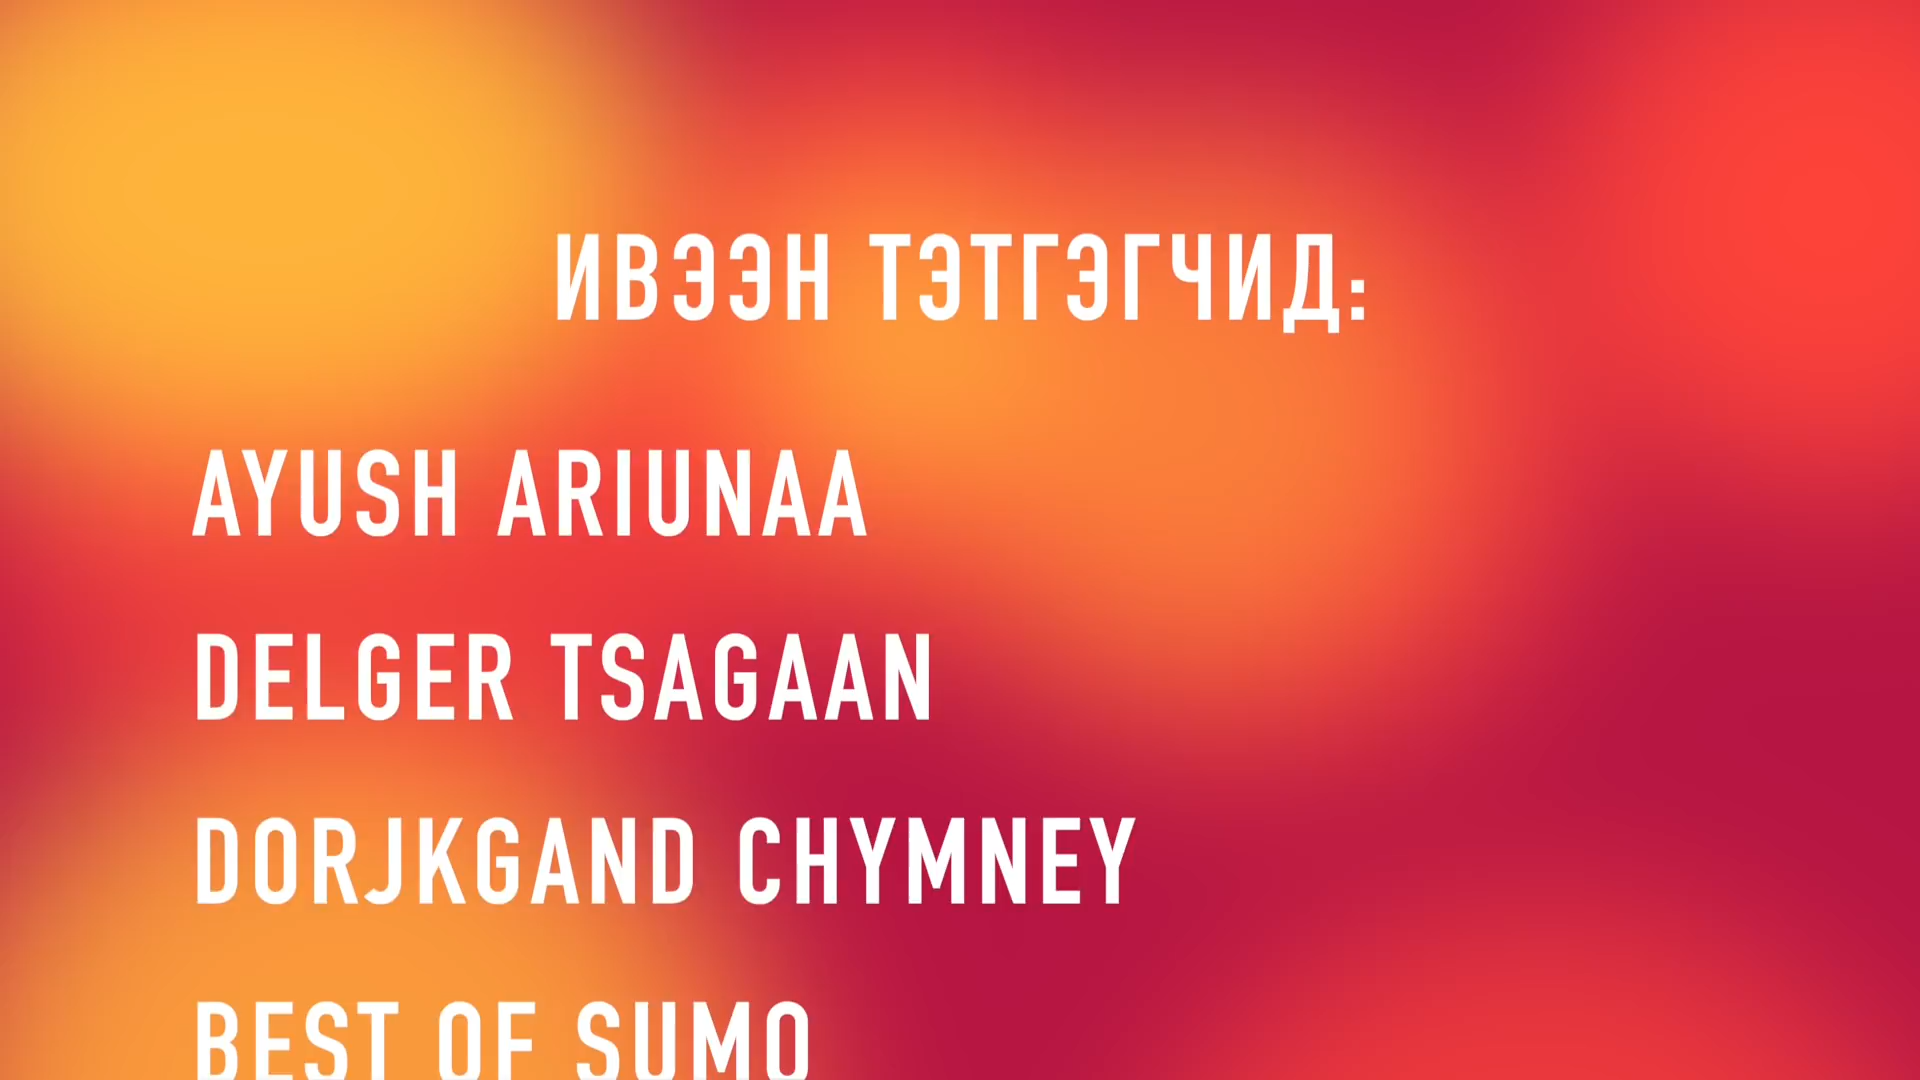 ИВЭЭН ТЭТГЭГЧИД:
AYUSH ARIUNAA
DELGER TSAGAAN
DORJKGAND CHYMNEY
BEST OF SUMO